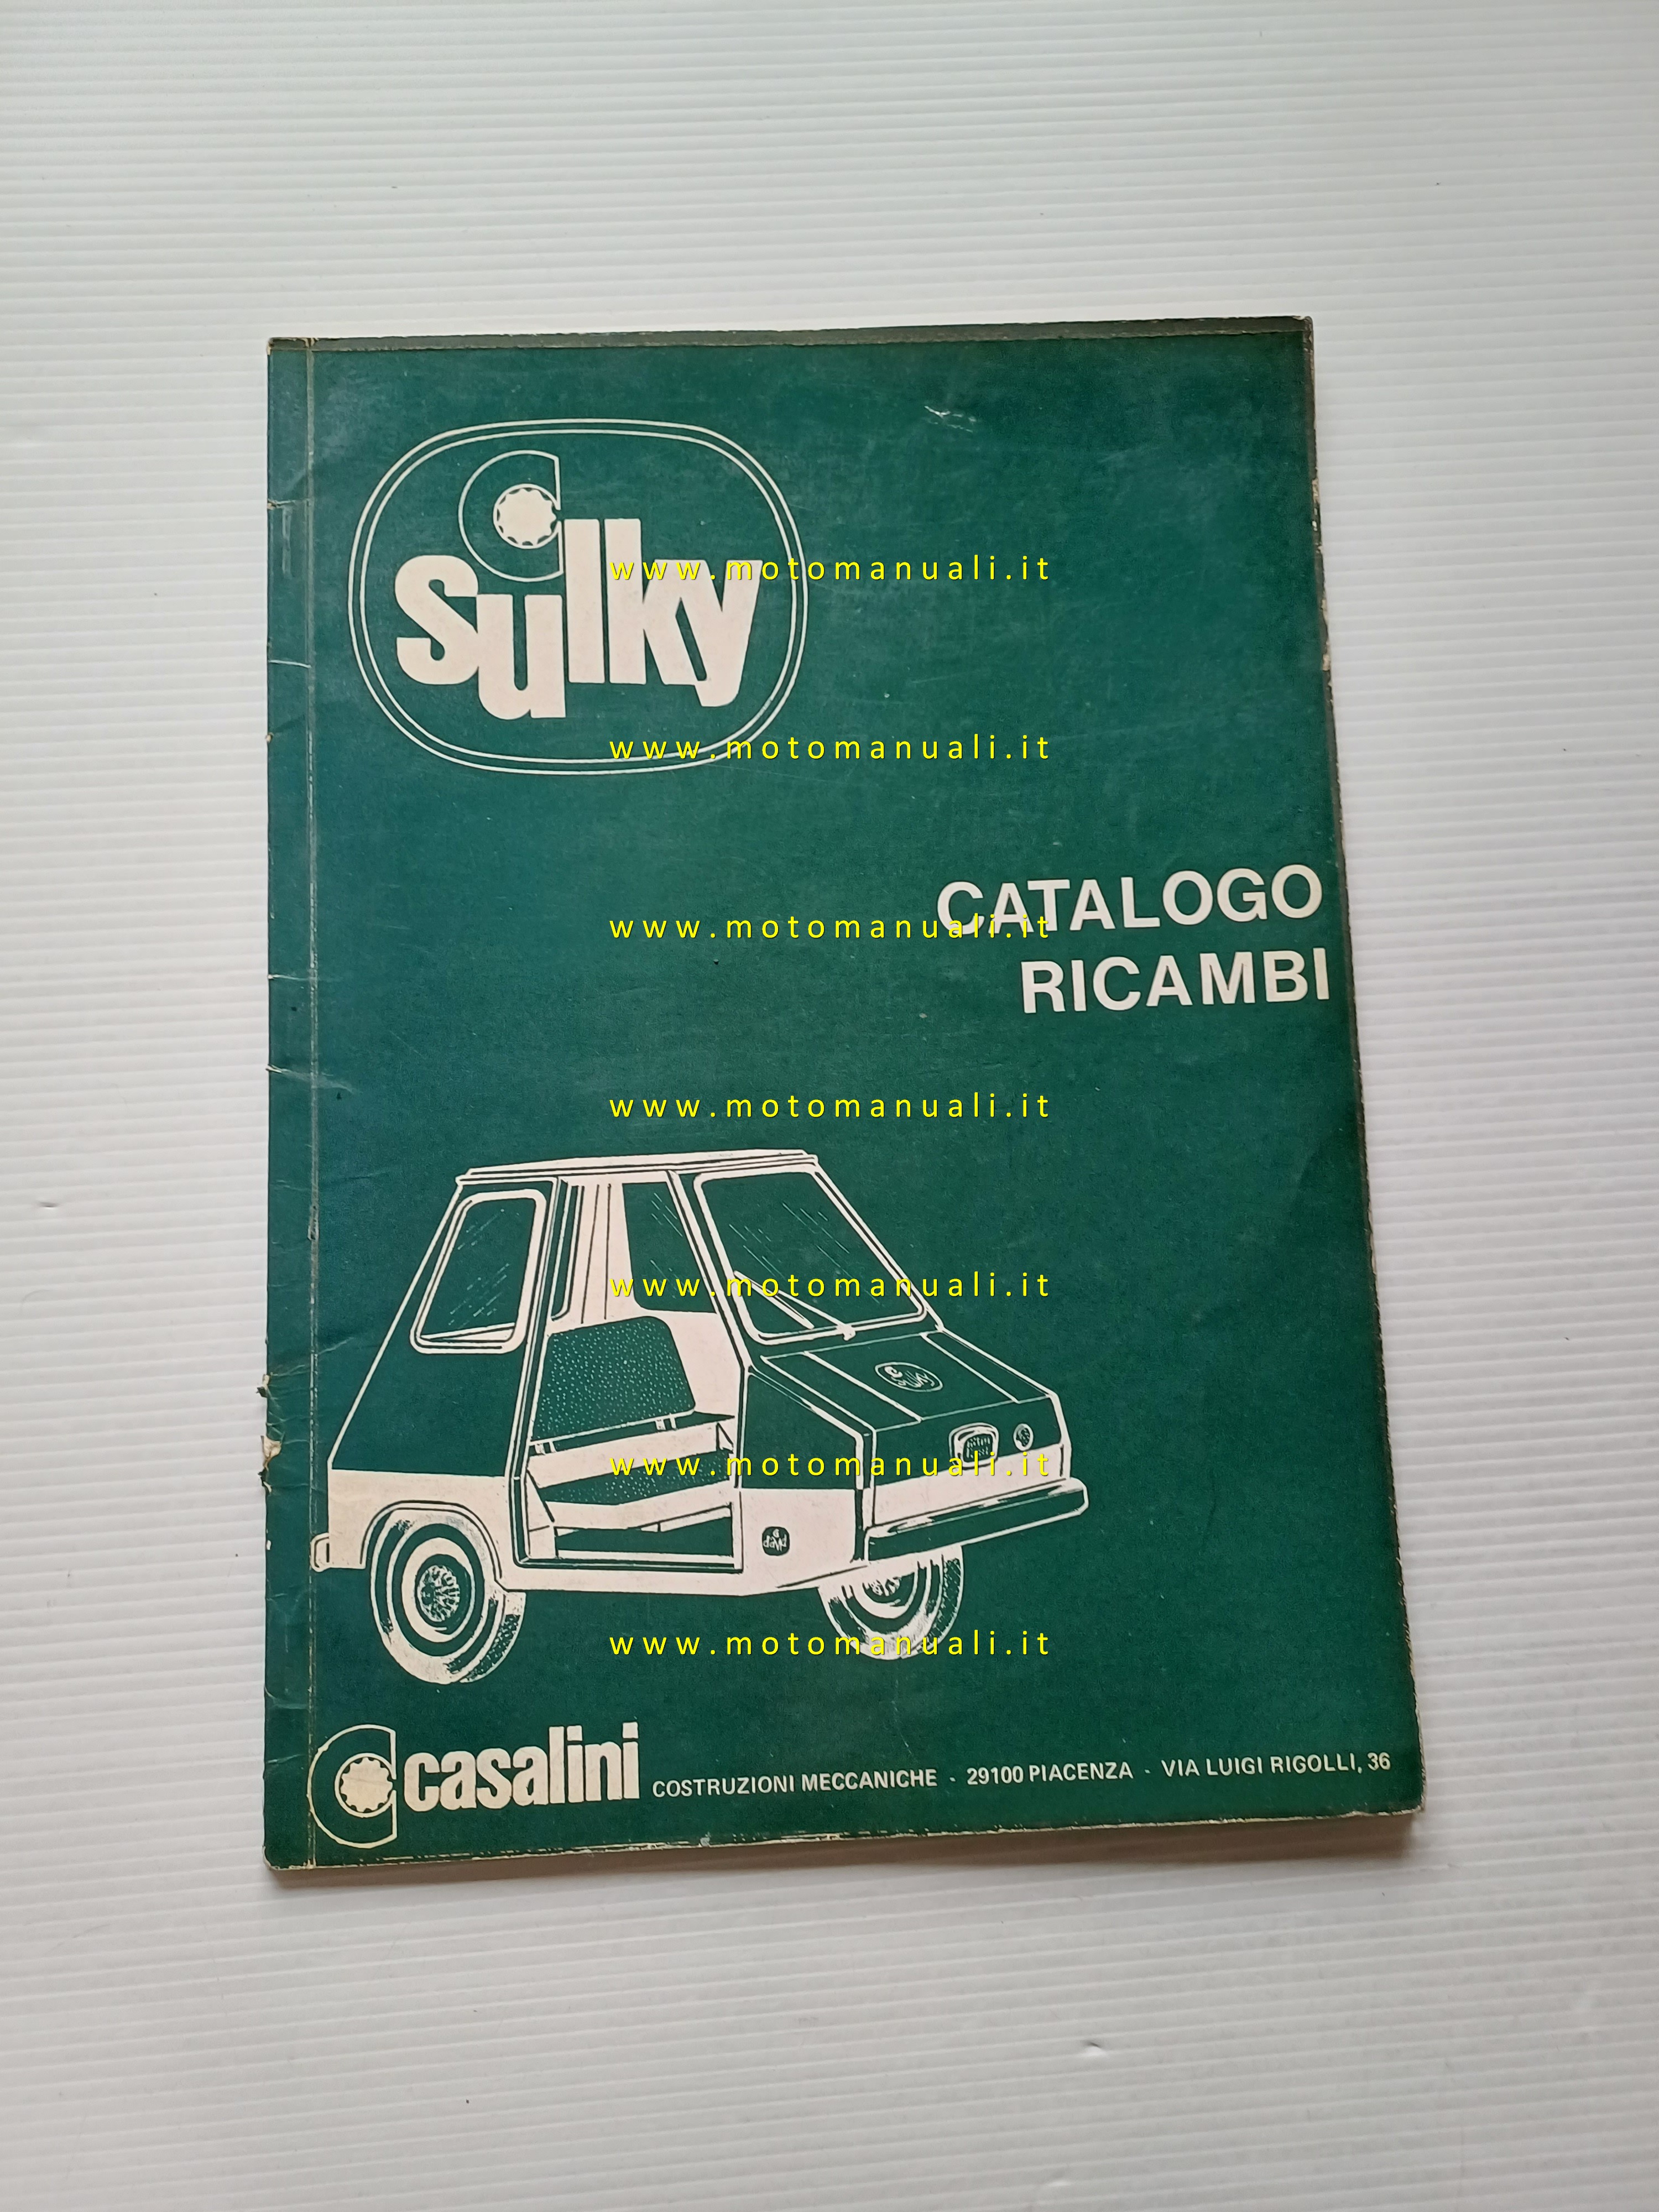 sulky
www.motomanuali.it
www.motomanuali.it
CATALOGO
www.motomanuali.it
RICAMBI
www.motomanuali.it
www.motomanuali.it
www.motomanuali.it
david
www.motomanuali.it
casalini COSTRUZIONI MECCANICHE - 29100 PIACENZA - VIA LUIGI RIGOLLI, 36